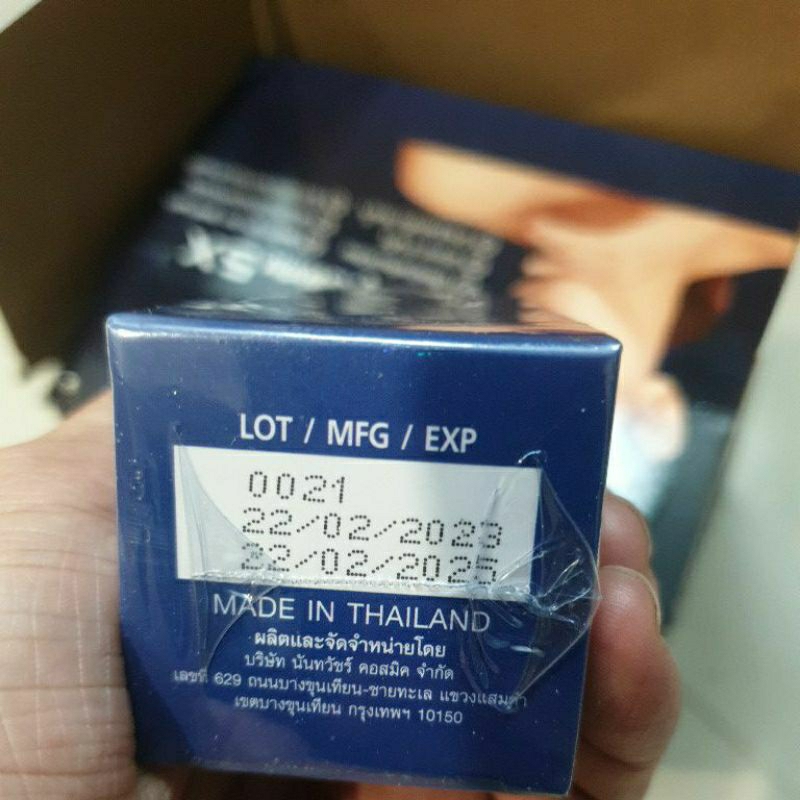 LOT / MFG / EXP
0021
22/02/2023
22/02/2025
MADE IN THAILAND
ผลิตและจัดจำหน่ายโดย
บริษัท นันทวัชร์ คอสมิค จำกัด
เลขที่ 629 ถนนบางขุนเทียน-ชายทะเล แขวงแสมดำ
เขตบางขุนเทียน กรุงเทพฯ 10150
5X